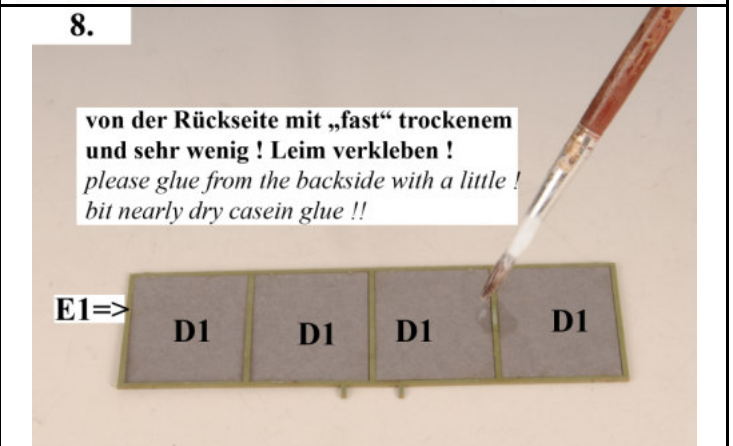 8.
von der Rückseite mit „fast“ trockenem
und sehr wenig ! Leim verkleben !
please glue from the backside with a little !
bit nearly dry casein glue !!
E1=>
D1 D1 D1 D1